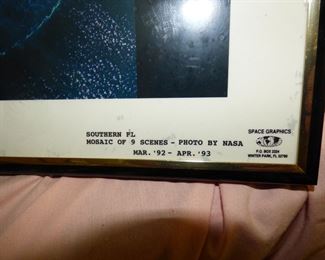 SOUTHERN FL
MOSAIC OF 9 SCENES - PHOTO BY NASA
MAR. '92 - APR. '93
SPACE GRAPHICS
P.O. BOX 2224
WINTER PARK, FL 32790